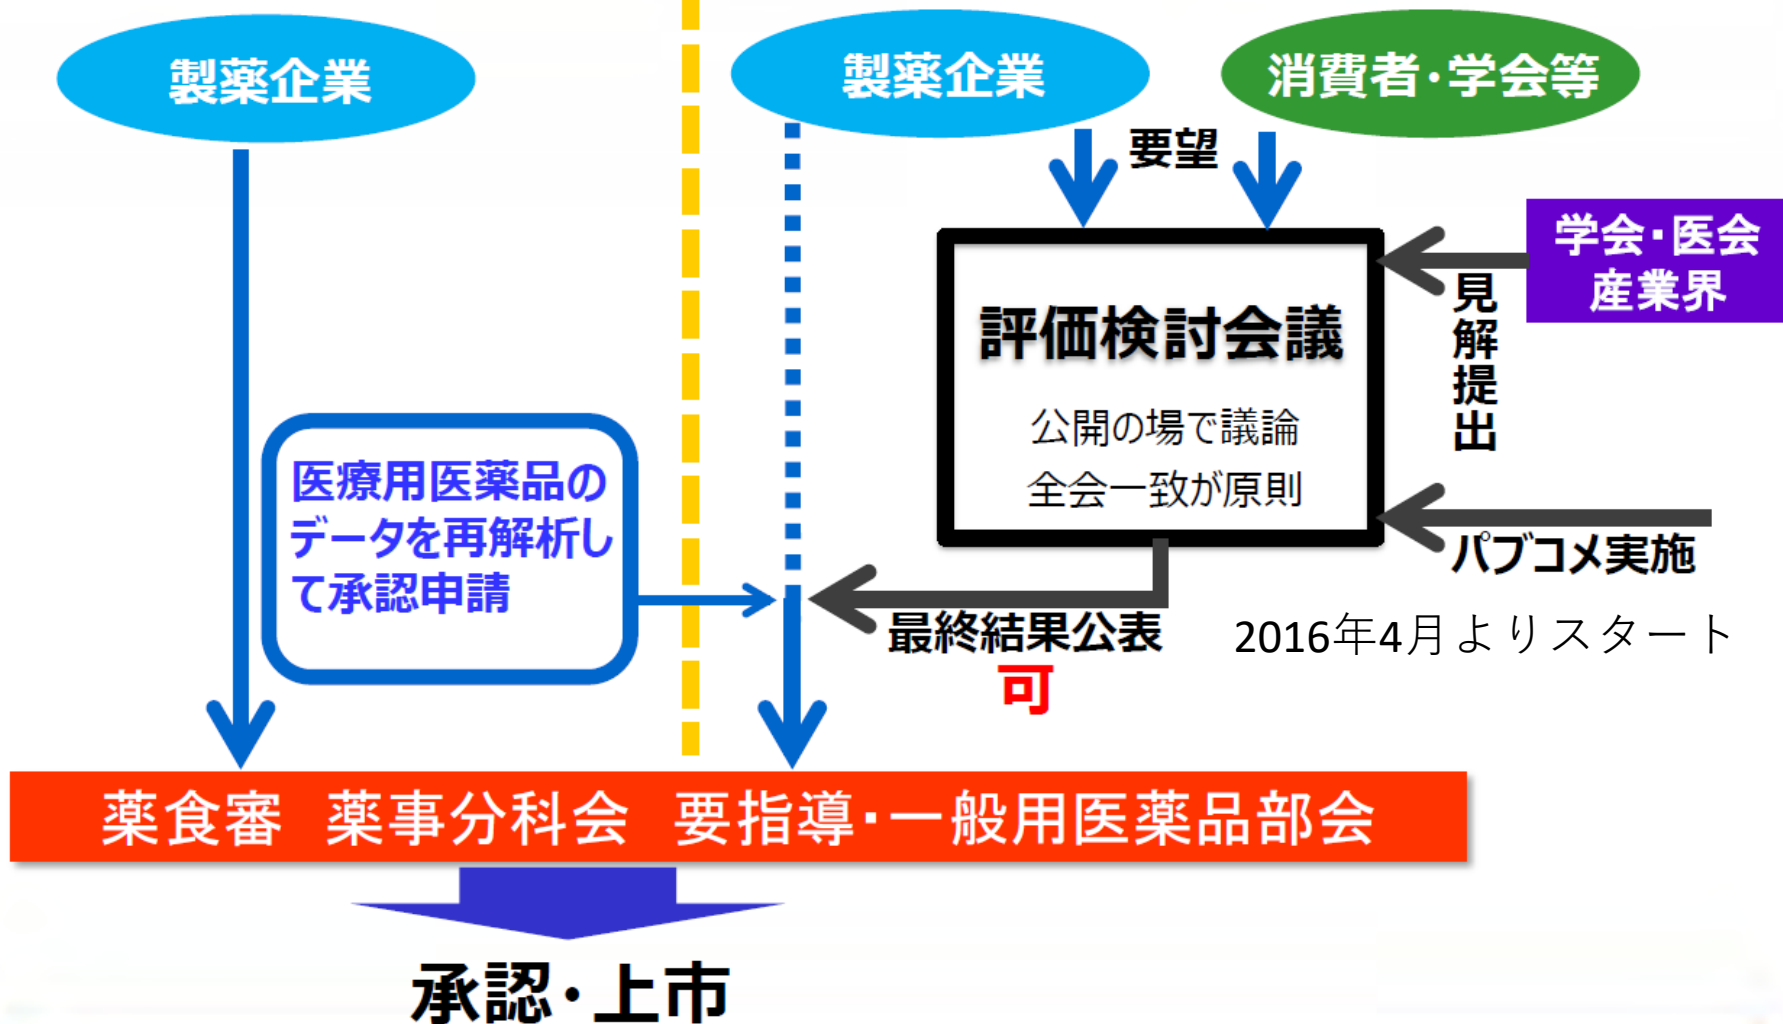 製薬企業
製薬企業
消費者・学会等
要望
学会・医会
産業界
見解提出
評価検討会議
公開の場で議論
全会一致が原則
医療用医薬品の
データを再解析し
て承認申請
パブコメ実施
最終結果公表
可
2016年4月よりスタート
薬食審 薬事分科会 要指導・一般用医薬品部会
承認・上市